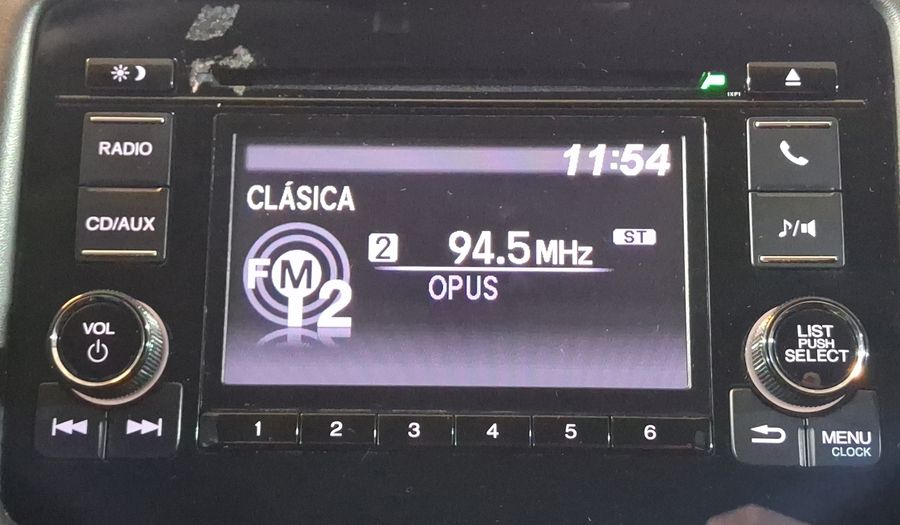 RADIO
CD/AUX
VOL
11:54
CLÁSICA
FM
12
2 94.5MHz ST
OPUS
LIST
PUSH
SELECT
1 2 3 4 5 6
MENU
CLOCK